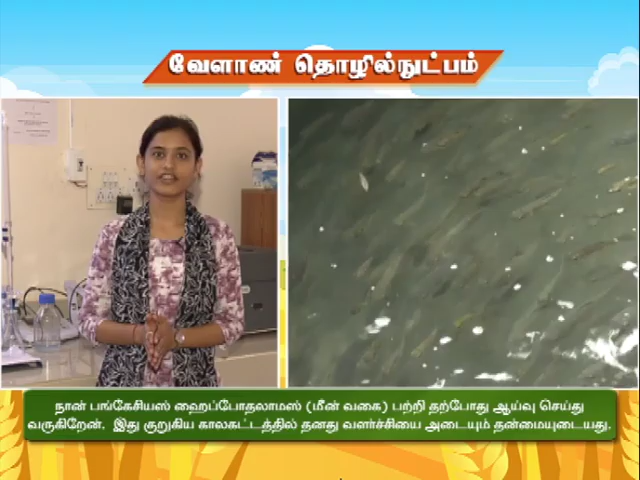 வேளாண் தொழில்நுட்பம்
நான் பங்கேசியஸ் ஹைப்போதலாமஸ் (மீன் வகை) பற்றி தற்போது ஆய்வு செய்து
வருகிறேன். இது குறுகிய காலகட்டத்தில் தனது வளர்ச்சியை அடையும் தன்மையுடையது.